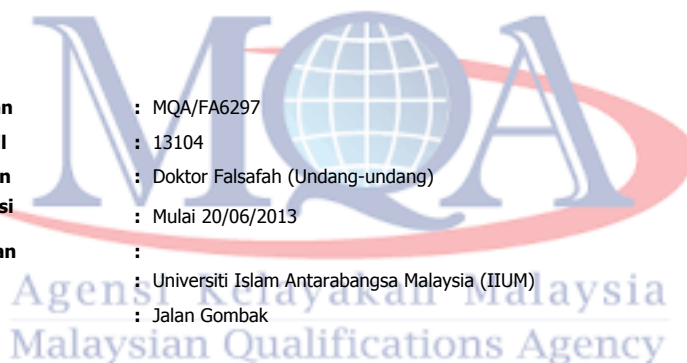 MQA
an : MQA/FA6297
l : 13104
n : Doktor Falsafah (Undang-undang)
si : Mulai 20/06/2013
an :
: Universiti Islam Antarabangsa Malaysia (IIUM)
Agensi Kelayakan Malaysia
: Jalan Gombak
Malaysian Qualifications Agency